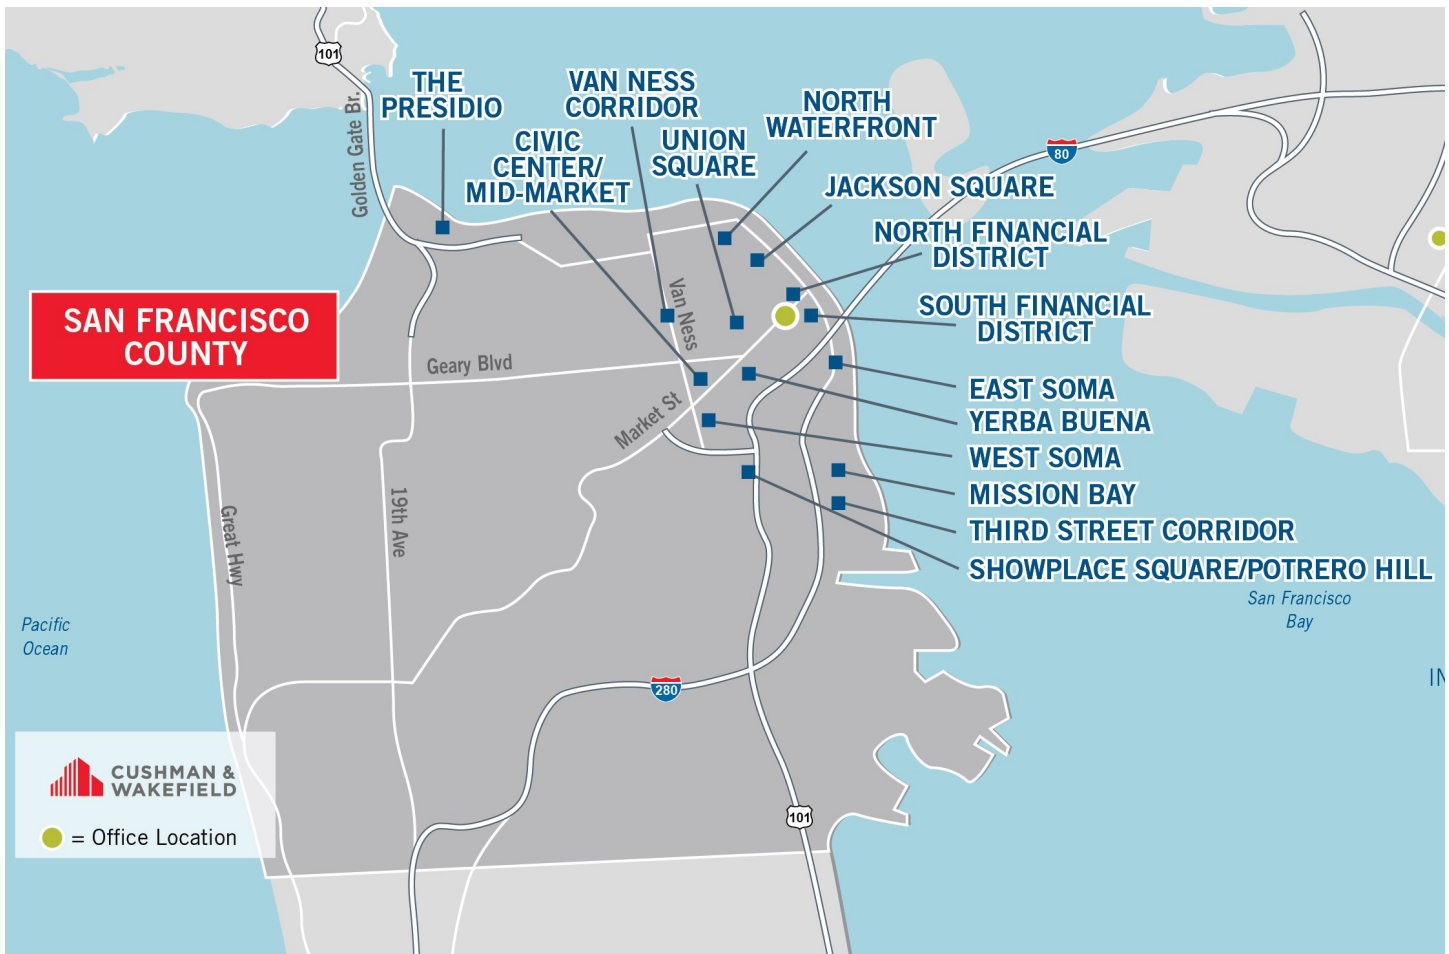 101
THE
PRESIDIO
VAN NESS
CORRIDOR
NORTH
WATERFRONT
CIVIC
CENTER/
MID-MARKET
UNION
SQUARE
80
Golden Gate Br.
JACKSON SQUARE
NORTH FINANCIAL
DISTRICT
SAN FRANCISCO
COUNTY
Van Ness
SOUTH FINANCIAL
DISTRICT
Geary Blvd
Market St
EAST SOMA
YERBA BUENA
WEST SOMA
MISSION BAY
THIRD STREET CORRIDOR
SHOWPLACE SQUARE/POTRERO HILL
19th Ave
Great Hwy
San Francisco
Bay
Pacific
Ocean
IN
280
CUSHMAN &
WAKEFIELD
= Office Location
101